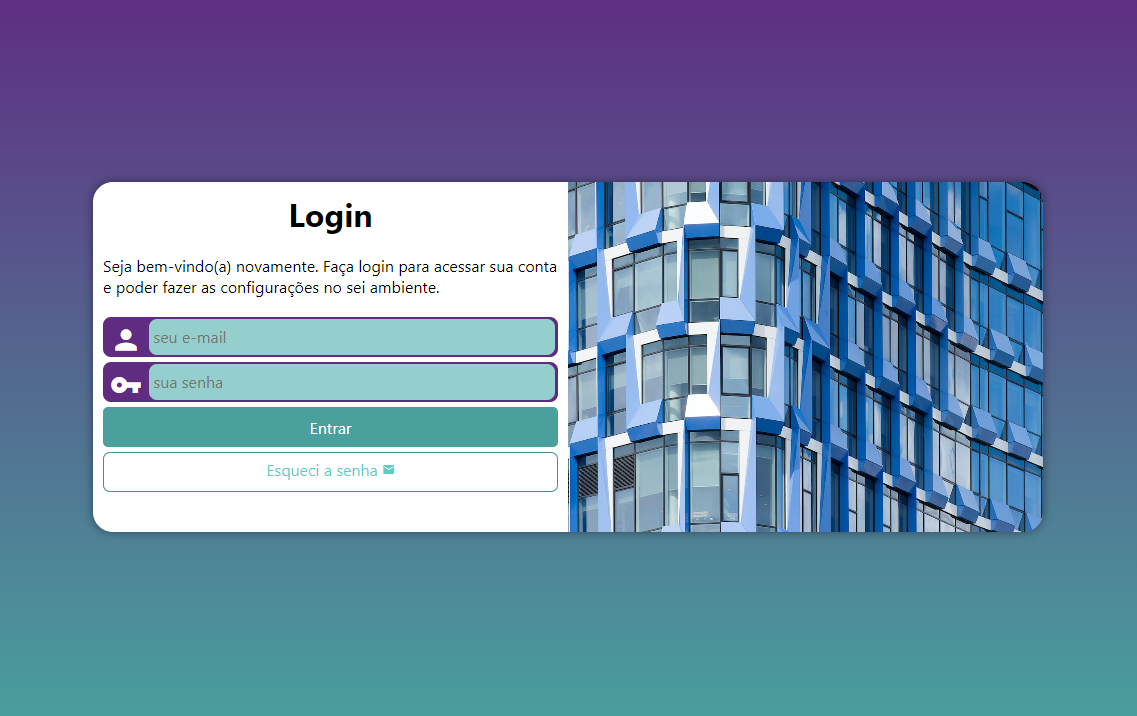 Login
Seja bem-vindo(a) novamente. Faça login para acessar sua conta
e poder fazer as configurações no sei ambiente.
seu e-mail
sua senha
Entrar
Esqueci a senha